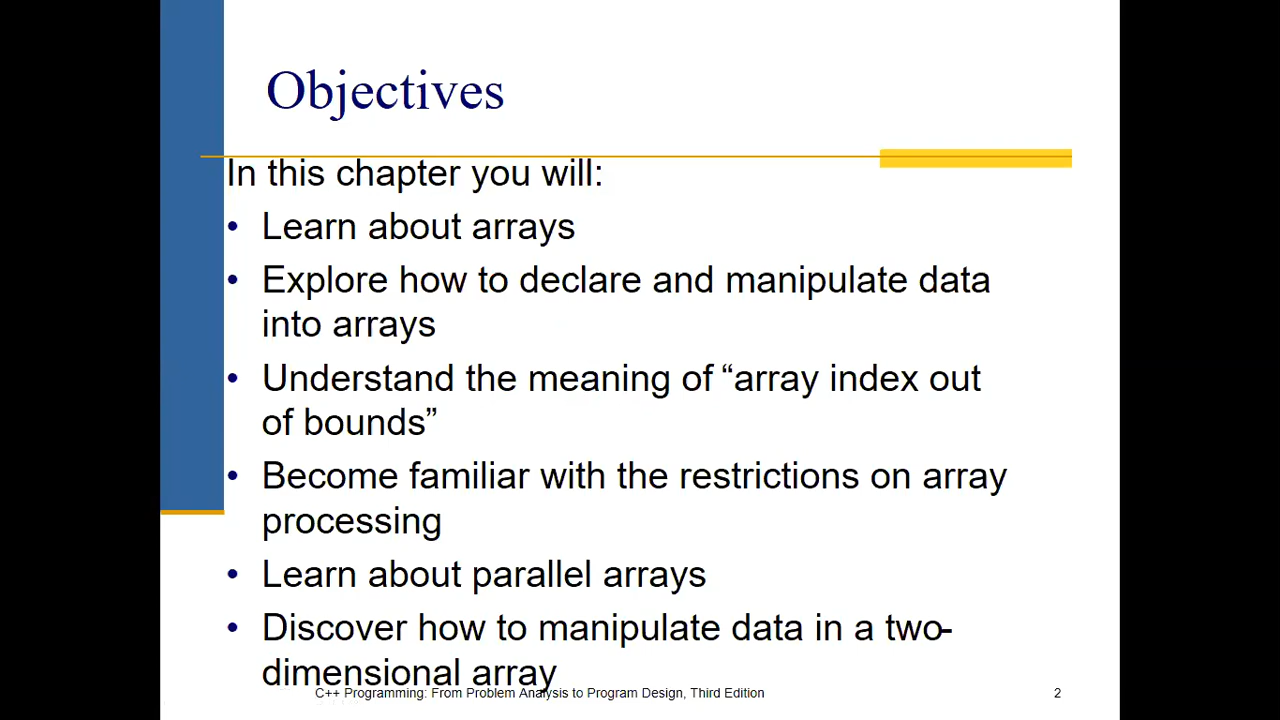 Objectives
In this chapter you will:
• Learn about arrays
• Explore how to declare and manipulate data
into arrays
• Understand the meaning of “array index out
of bounds”
• Become familiar with the restrictions on array
processing
• Learn about parallel arrays
• Discover how to manipulate data in a two-
dimensional array
C++ Programming: From Problem Analysis to Program Design, Third Edition
2